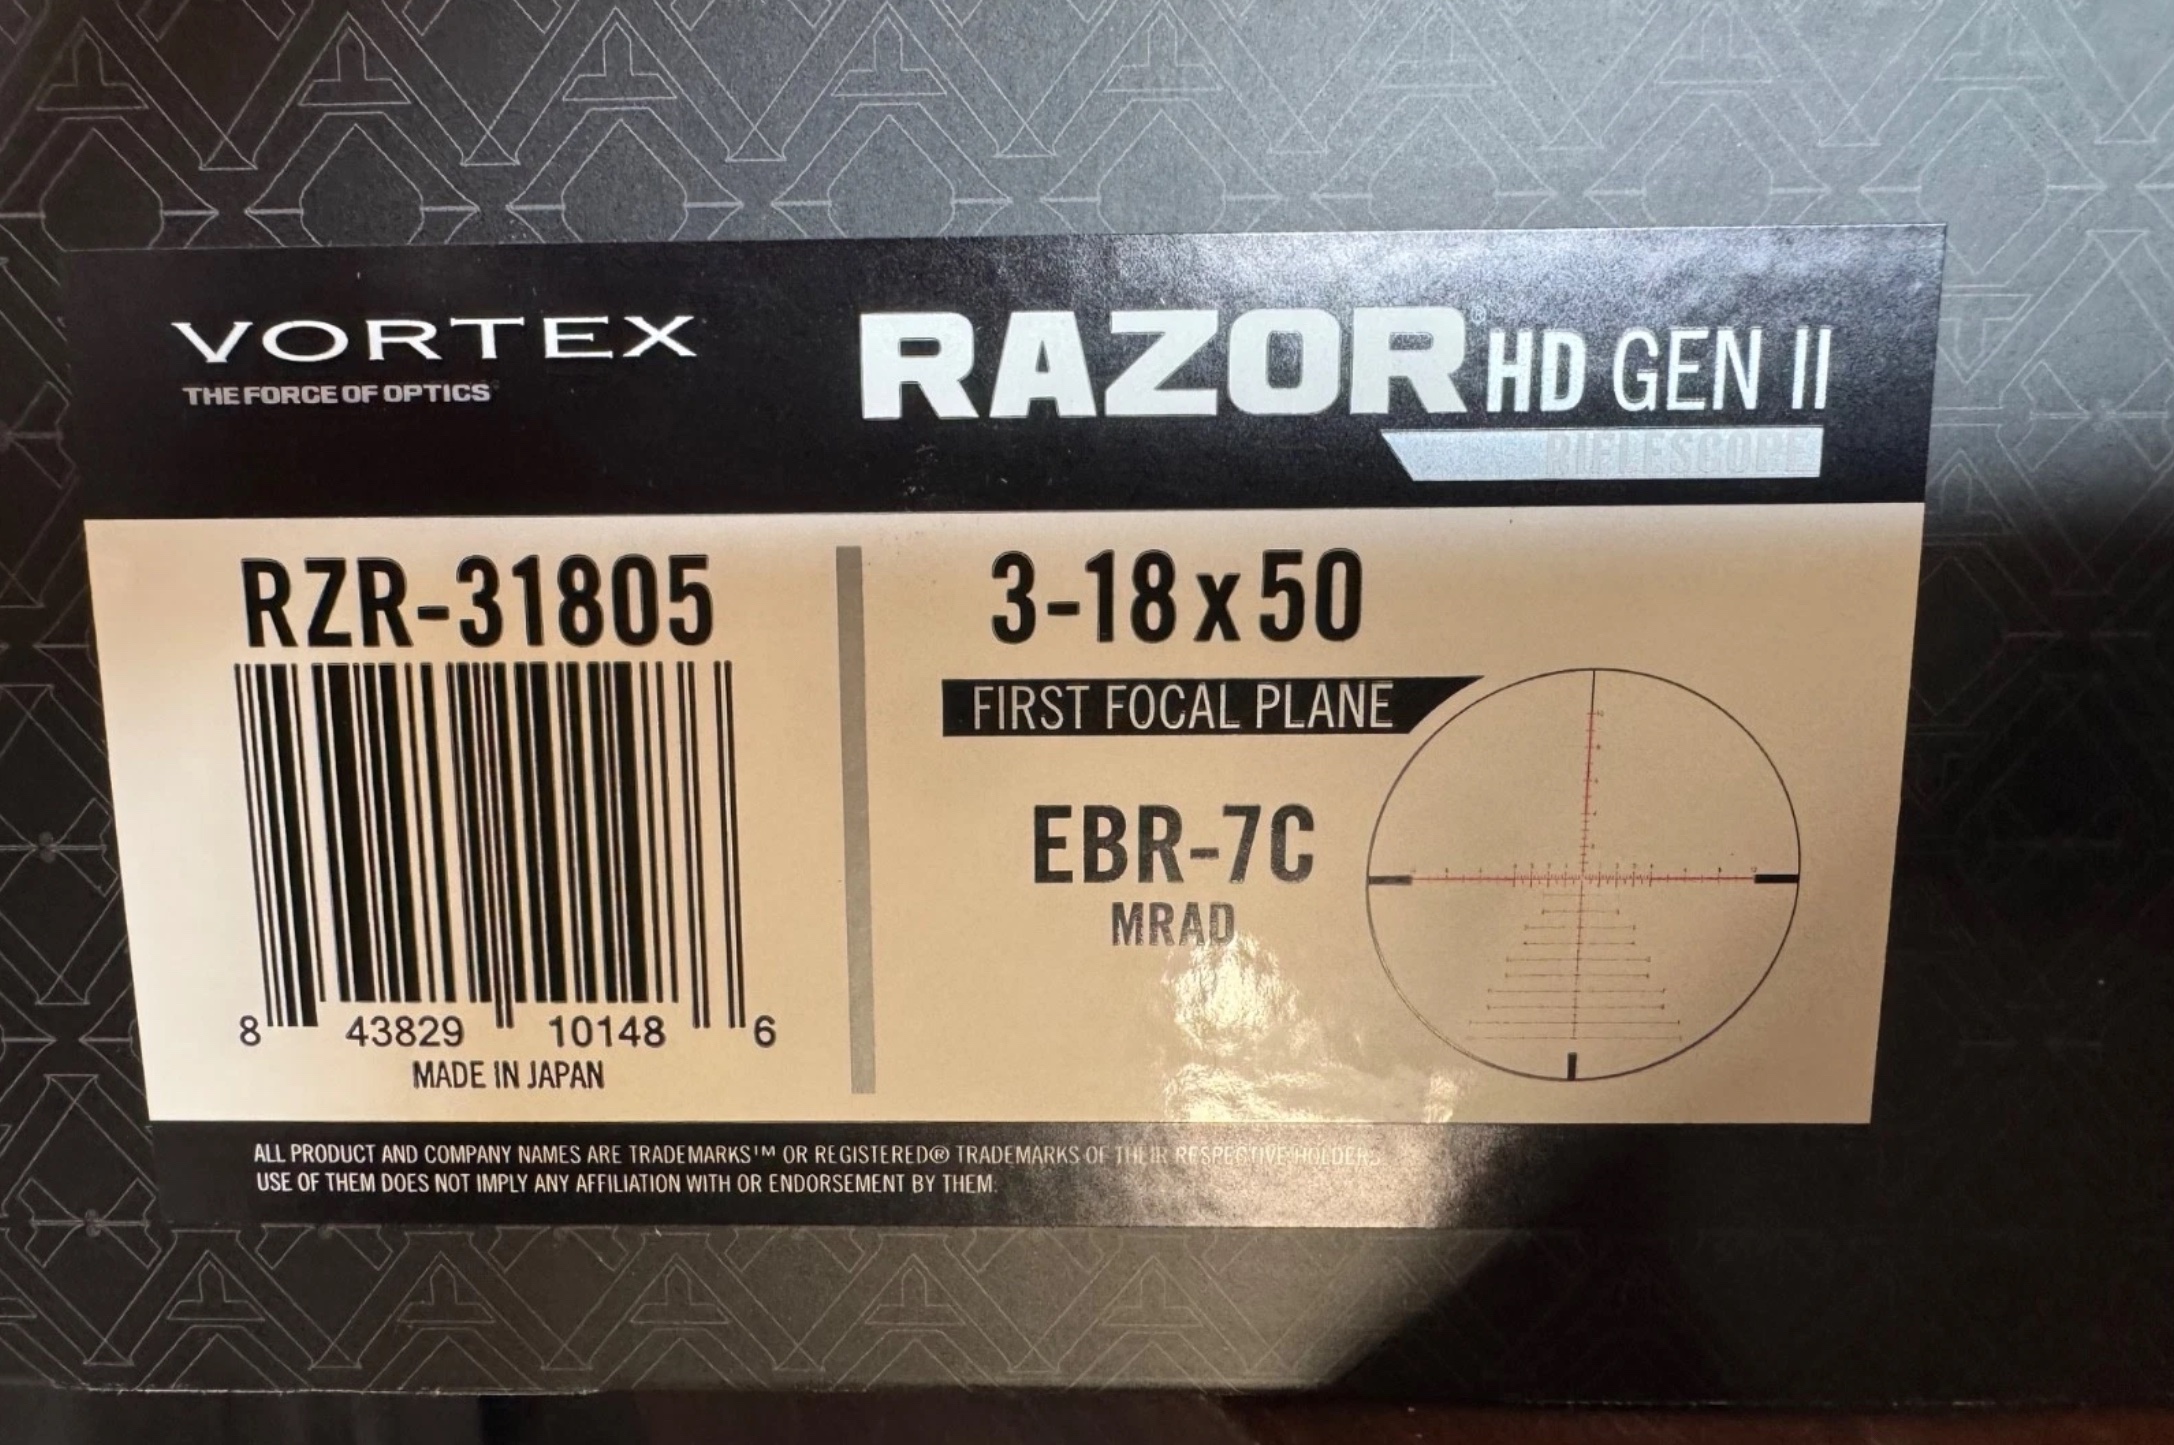 VORTEX
THE FORCE OF OPTICS
RAZOR® HD GEN II
RIFLESCOPE
RZR-31805
8 43829 10148 6
MADE IN JAPAN
3-18x50
FIRST FOCAL PLANE
EBR-7C
MRAD
ALL PRODUCT AND COMPANY NAMES ARE TRADEMARKS™ OR REGISTERED® TRADEMARKS OF THEIR RESPECTIVE HOLDERS.
USE OF THEM DOES NOT IMPLY ANY AFFILIATION WITH OR ENDORSEMENT BY THEM.